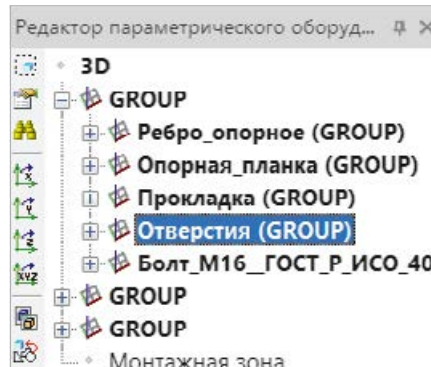 Редактор параметрического оборуд...
3D
GROUP
Ребро_опорное (GROUP)
Опорная_планка (GROUP)
Прокладка (GROUP)
Отверстия (GROUP)
Болт_М16__ГОСТ_Р_ИСО_40
GROUP
GROUP
Монтажная зона